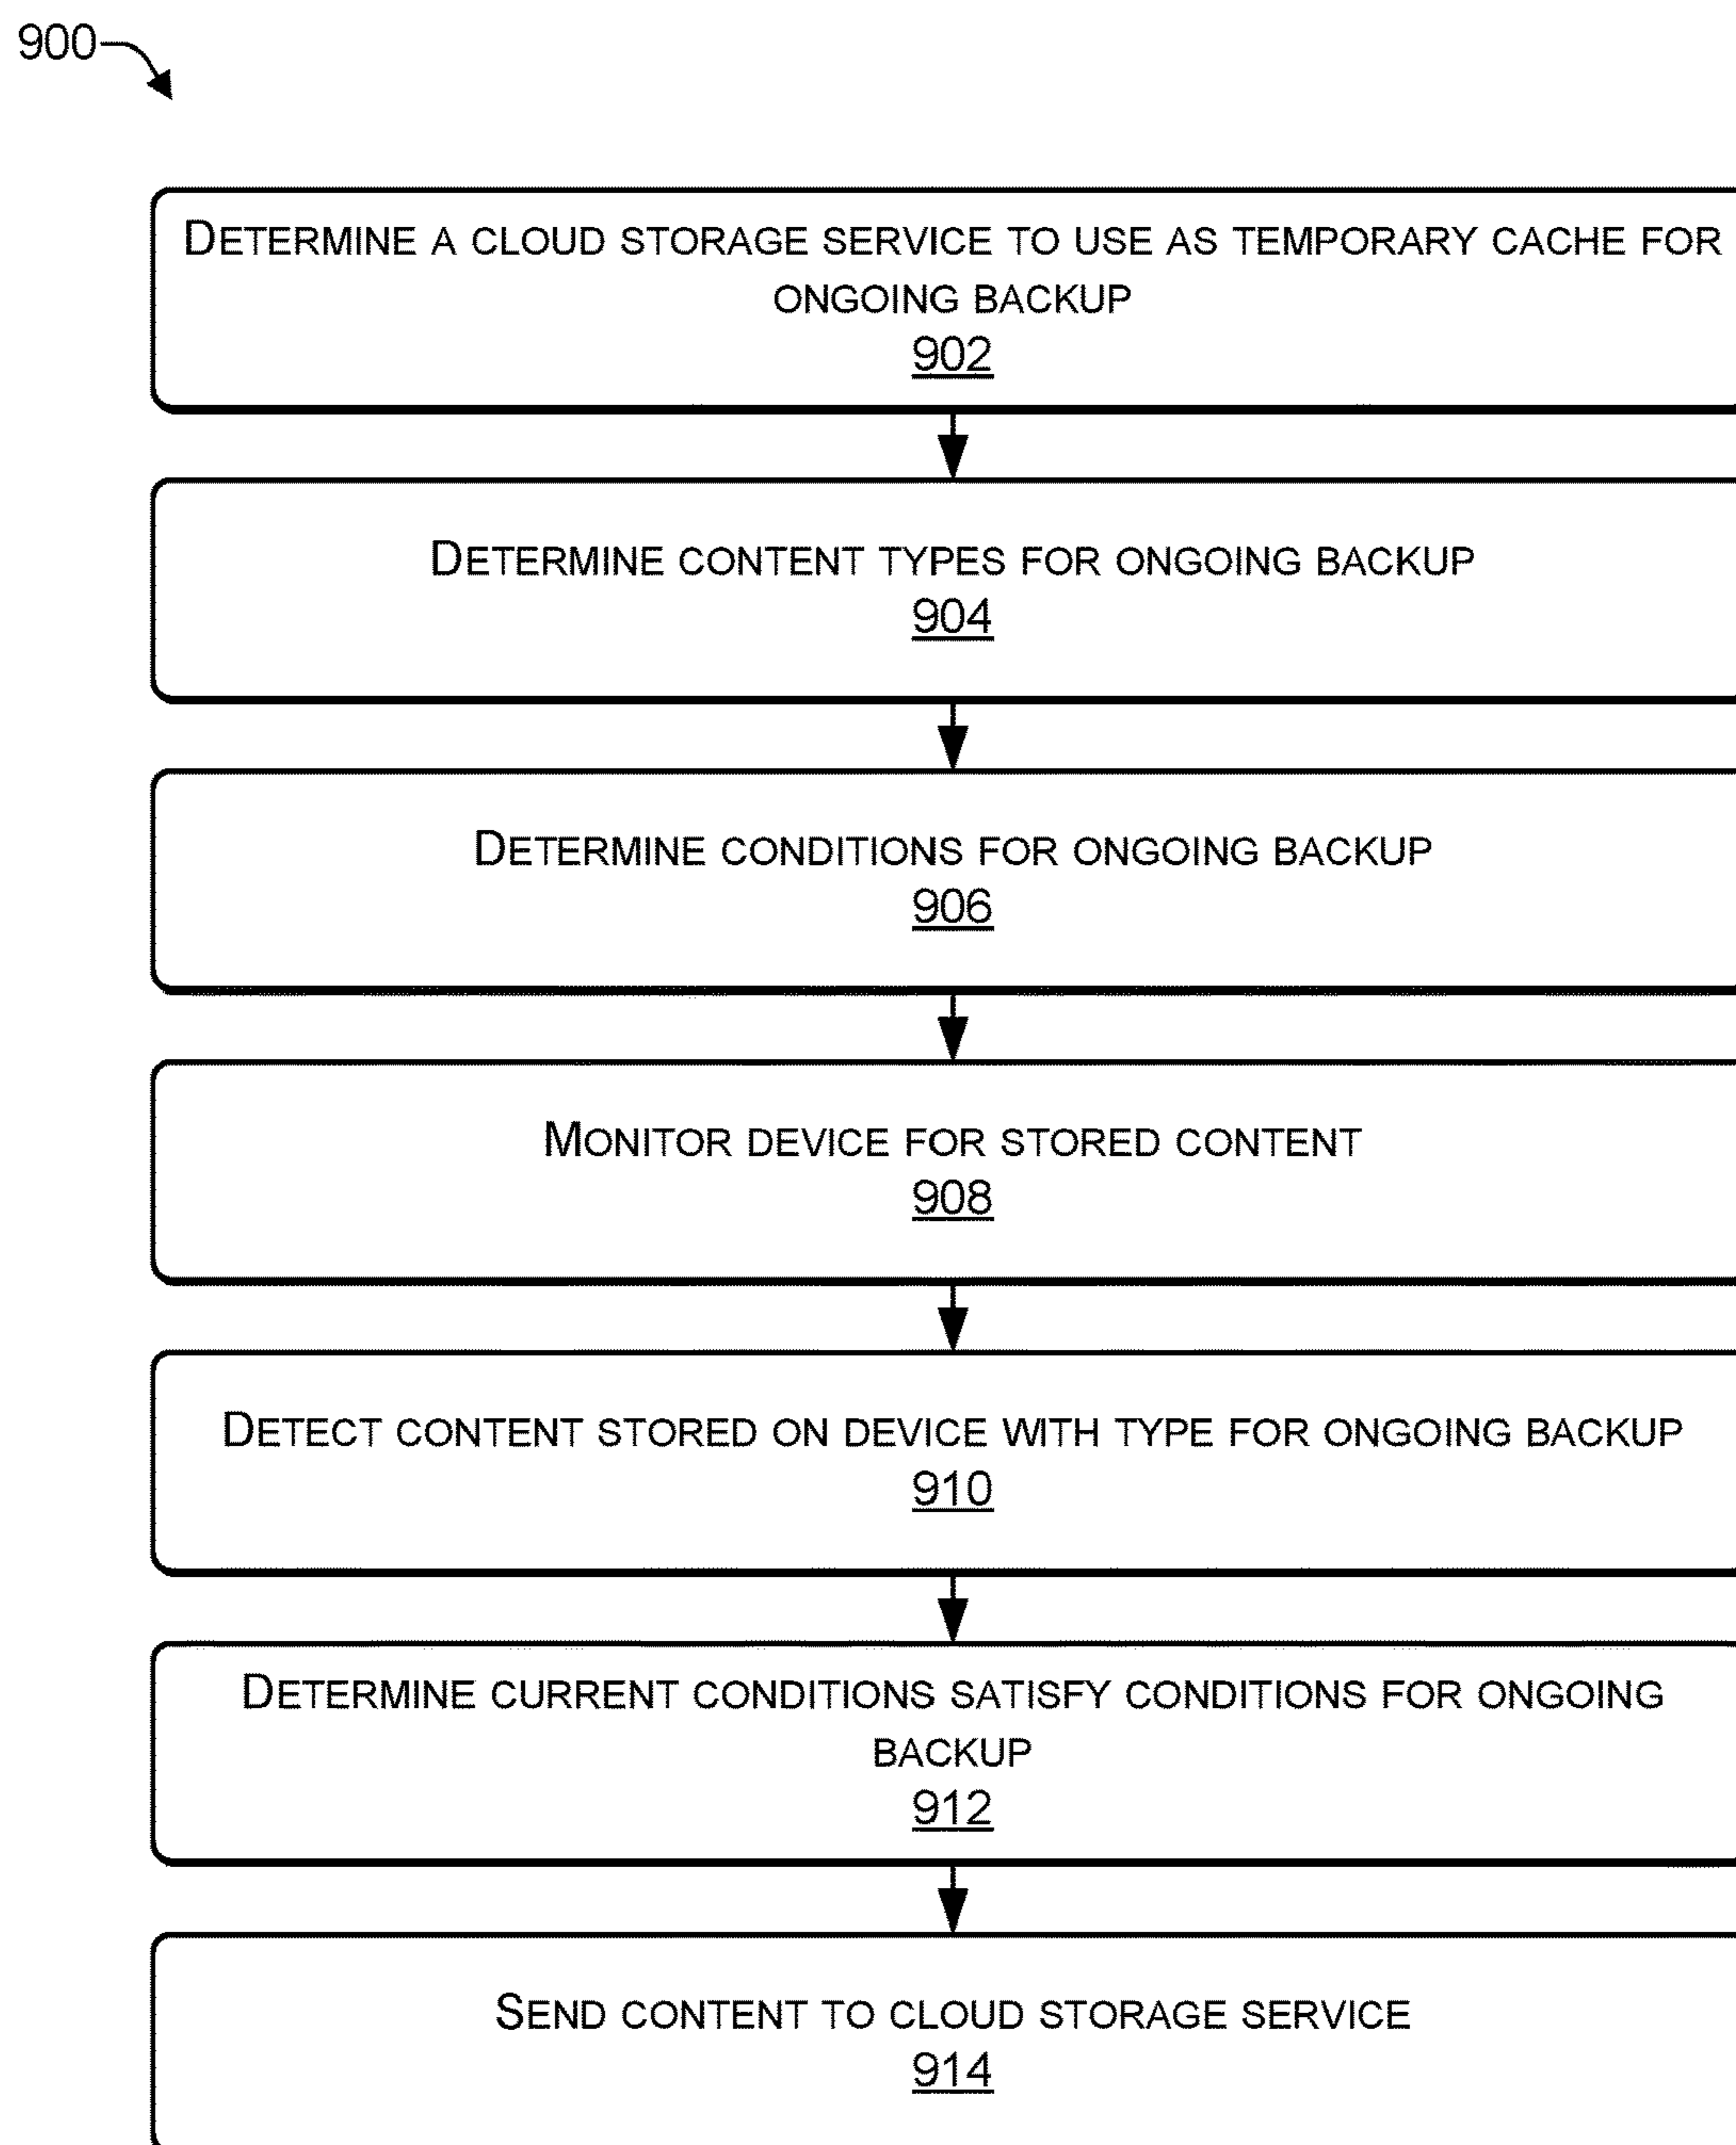 900
DETERMINE A CLOUD STORAGE SERVICE TO USE AS TEMPORARY CACHE FOR
ONGOING BACKUP
902
DETERMINE CONTENT TYPES FOR ONGOING BACKUP
904
DETERMINE CONDITIONS FOR ONGOING BACKUP
906
MONITOR DEVICE FOR STORED CONTENT
908
DETECT CONTENT STORED ON DEVICE WITH TYPE FOR ONGOING BACKUP
910
DETERMINE CURRENT CONDITIONS SATISFY CONDITIONS FOR ONGOING
BACKUP
912
SEND CONTENT TO CLOUD STORAGE SERVICE
914